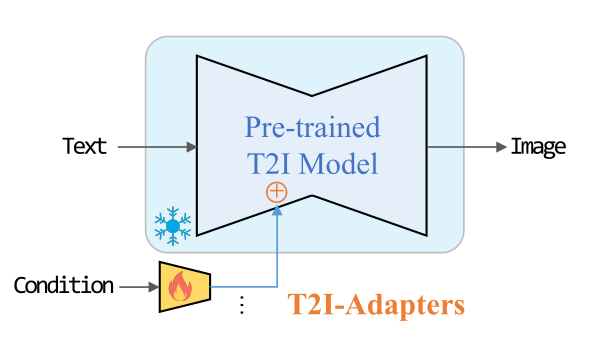 Pre-trained
Text
Image
T2I Model
Condition
T2I-Adapters